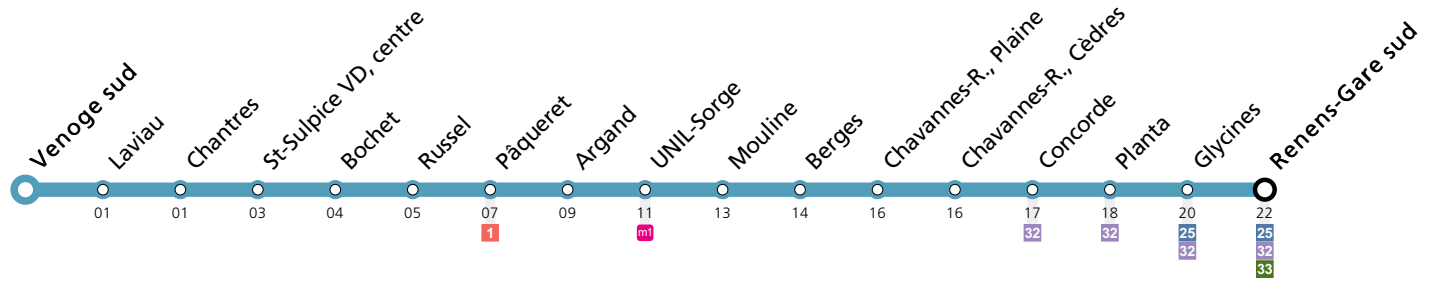 Venoge sud
Laviau
Chantres
St-Sulpice VD, centre
Bochet
Russel
Pâqueret
Argand
UNIL-Sorge
Mouline
Berges
Chavannes-R., Plaine
Chavannes-R., Cèdres
Concorde
Planta
Glycines
Renens-Gare sud
01 01 03 04 05 07 09 11 13 14 16 16 17 18 20 22
1 m1 32 32 25 25
32 32
33